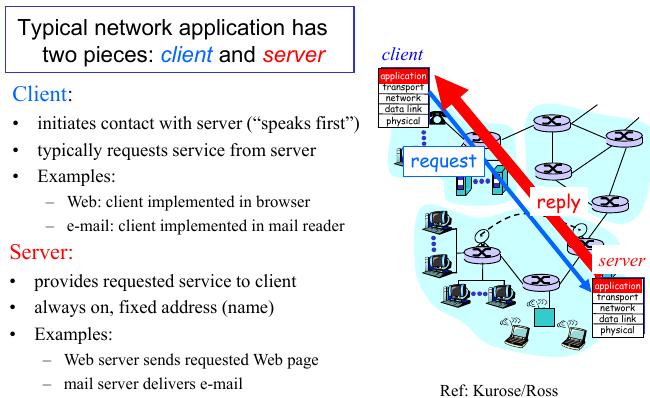 Typical network application has
two pieces: client and server
Client:
• initiates contact with server (“speaks first”)
• typically requests service from server
• Examples:
– Web: client implemented in browser
– e-mail: client implemented in mail reader
Server:
• provides requested service to client
• always on, fixed address (name)
• Examples:
– Web server sends requested Web page
– mail server delivers e-mail
client
application
transport
network
data link
physical
request
reply
server
application
transport
network
data link
physical
Ref: Kurose/Ross